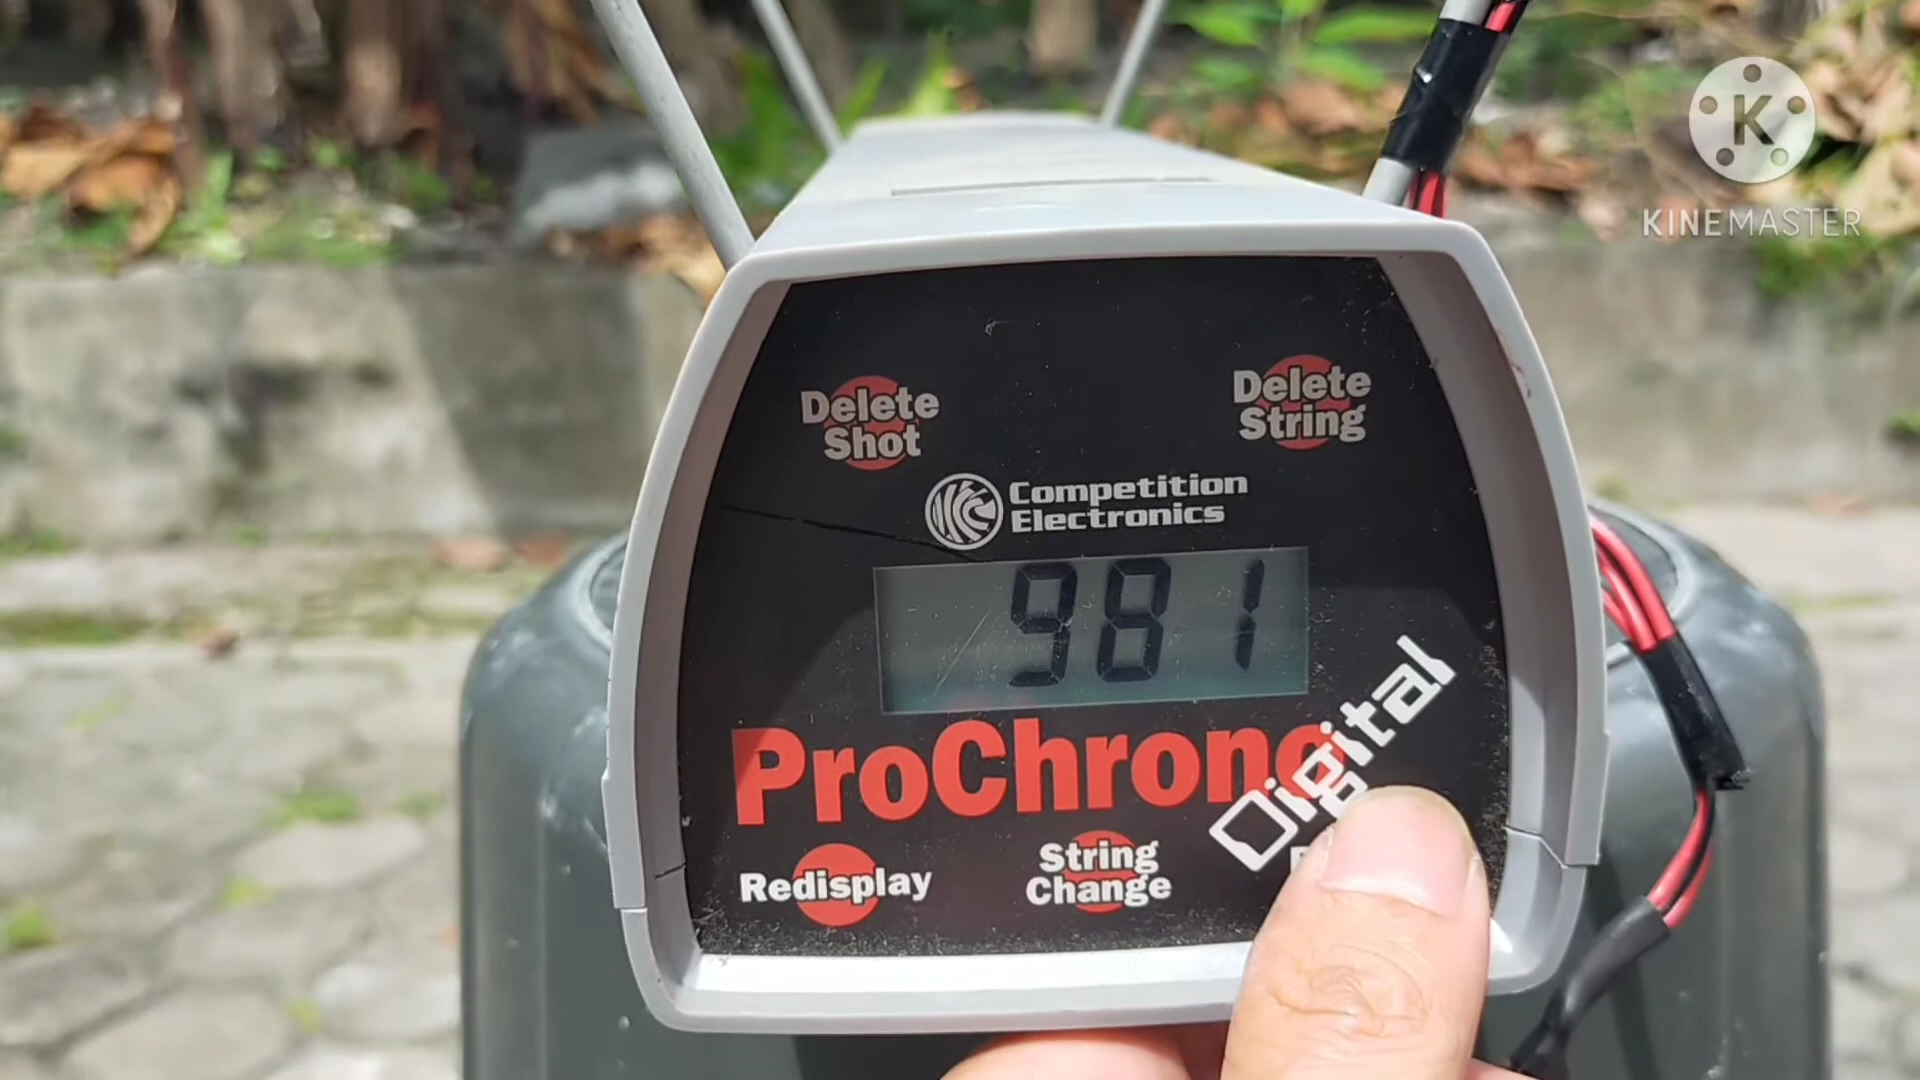 K
KINEMASTER
Delete
Shot
Delete
String
Competition
Electronics
981
ProChrono
Digital
Redisplay
String
Change